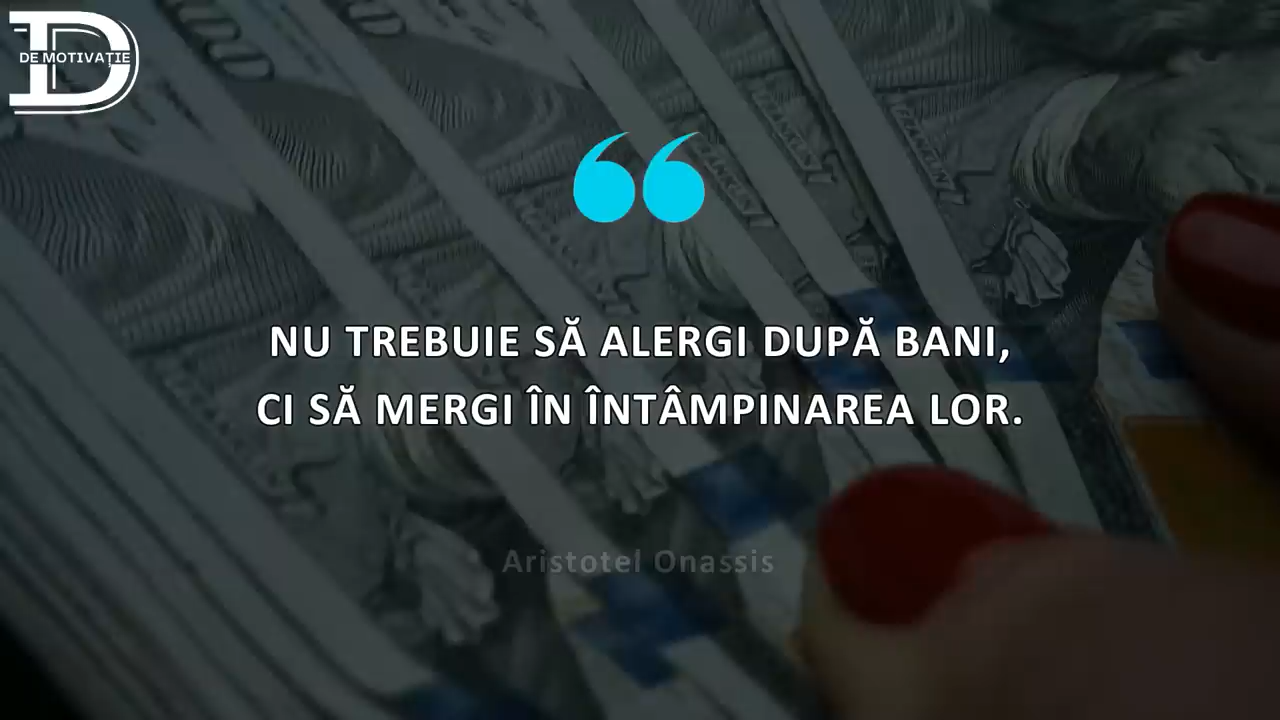 DE MOTIVAȚIE
NU TREBUIE SĂ ALERGI DUPĂ BANI,
CI SĂ MERGI ÎN ÎNTÂMPINAREA LOR.
Aristotel Onassis